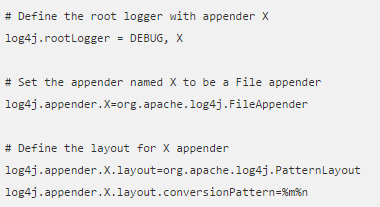 # Define the root logger with appender X
log4j.rootLogger = DEBUG, X
# Set the appender named X to be a File appender
log4j.appender.X=org.apache.log4j.FileAppender
# Define the layout for X appender
log4j.appender.X.layout=org.apache.log4j.PatternLayout
log4j.appender.X.layout.conversionPattern=%m%n